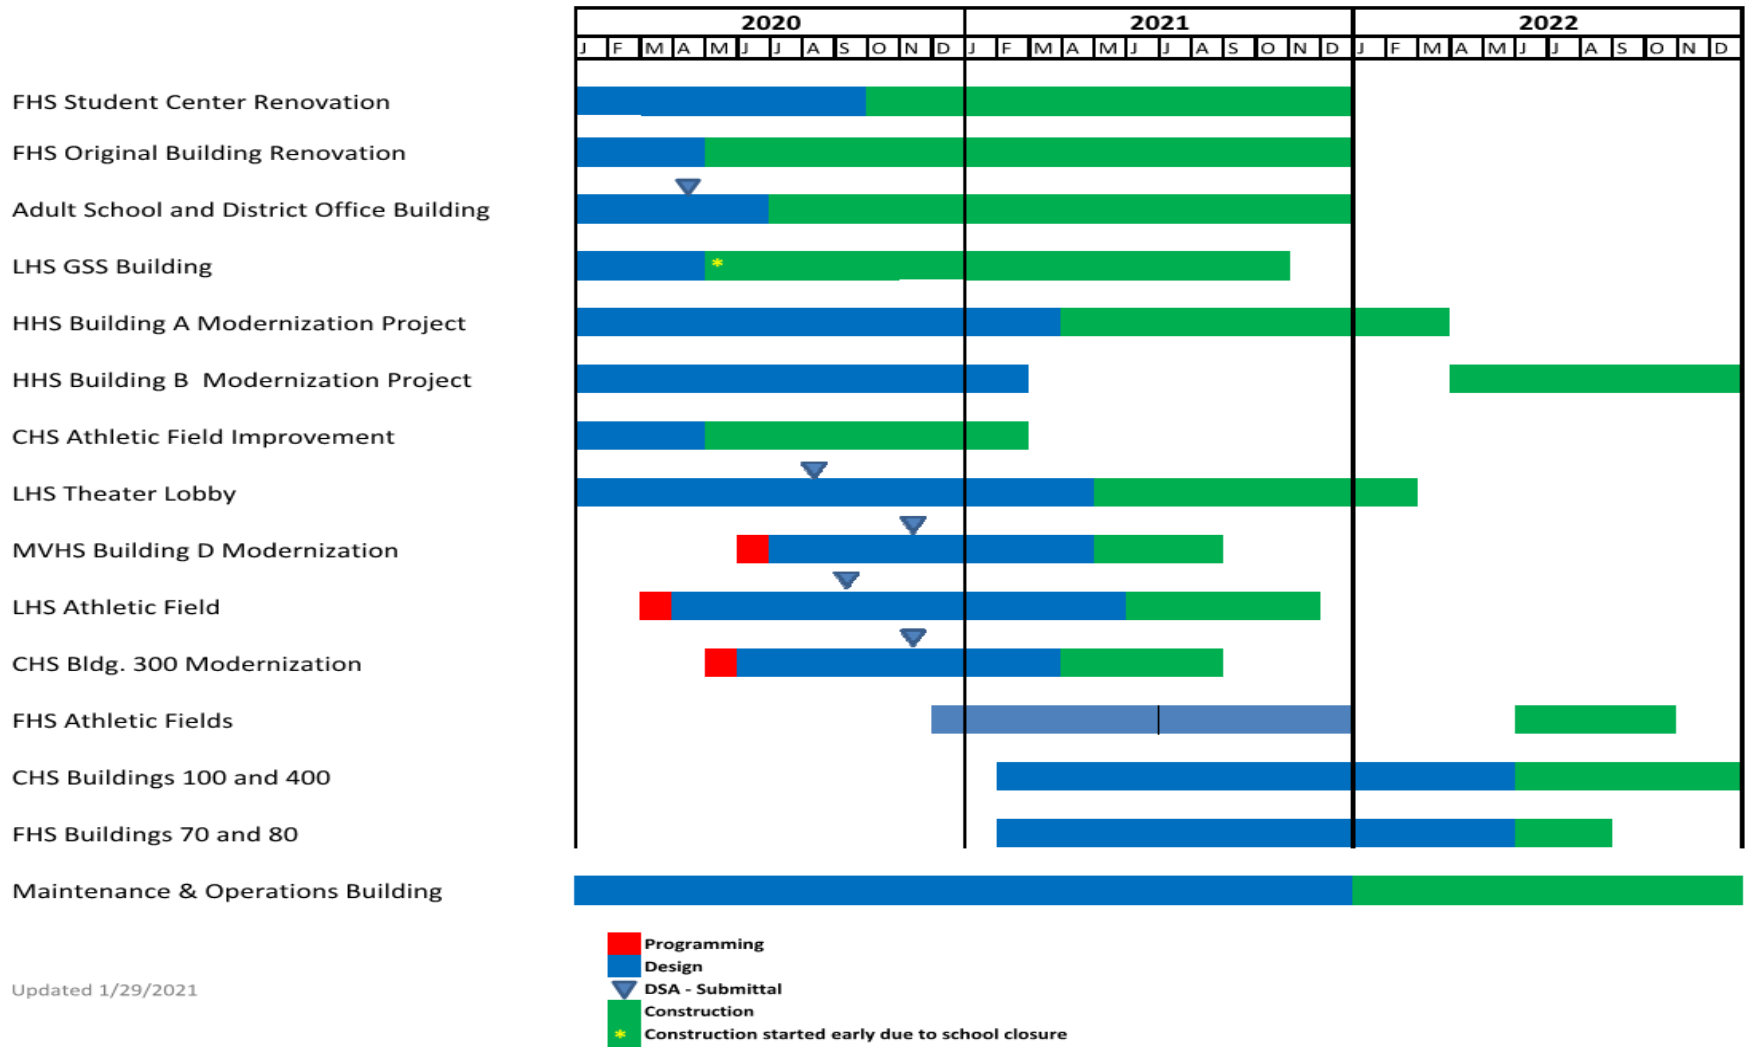 2020 2021 2022
J F M A M J J A S O N D J F M A M J J A S O N D J F M A M J J A S O N D
FHS Student Center Renovation
FHS Original Building Renovation
Adult School and District Office Building
LHS GSS Building *
HHS Building A Modernization Project
HHS Building B Modernization Project
CHS Athletic Field Improvement
LHS Theater Lobby
MVHS Building D Modernization
LHS Athletic Field
CHS Bldg. 300 Modernization
FHS Athletic Fields
CHS Buildings 100 and 400
FHS Buildings 70 and 80
Maintenance & Operations Building
Programming
Design
DSA - Submittal
Construction
* Construction started early due to school closure
Updated 1/29/2021